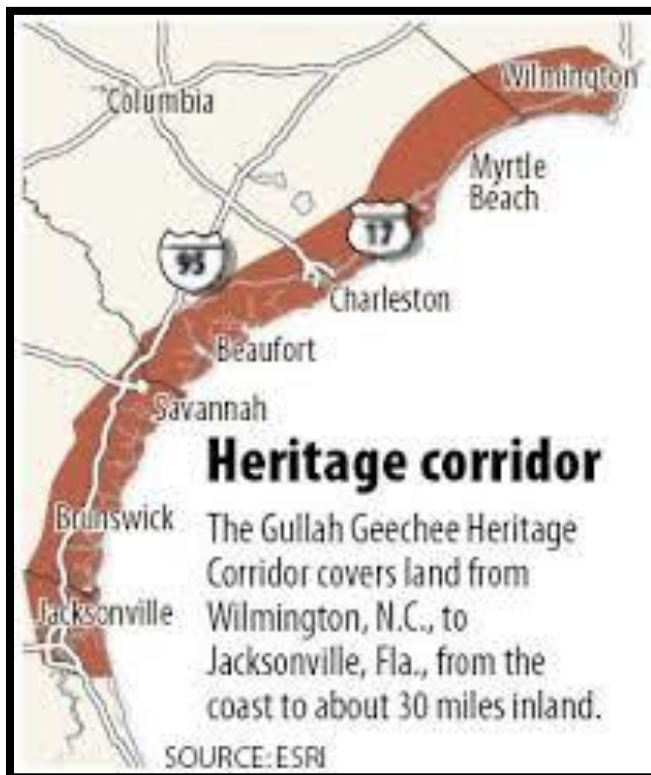 Wilmington
Columbia
Myrtle
Beach
17
95
Charleston
Beaufort
Savannah
Heritage corridor
Brunswick
The Gullah Geechee Heritage
Corridor covers land from
Jacksonville
Wilmington, N.C., to
Jacksonville, Fla., from the
coast to about 30 miles inland.
SOURCE: ESRI